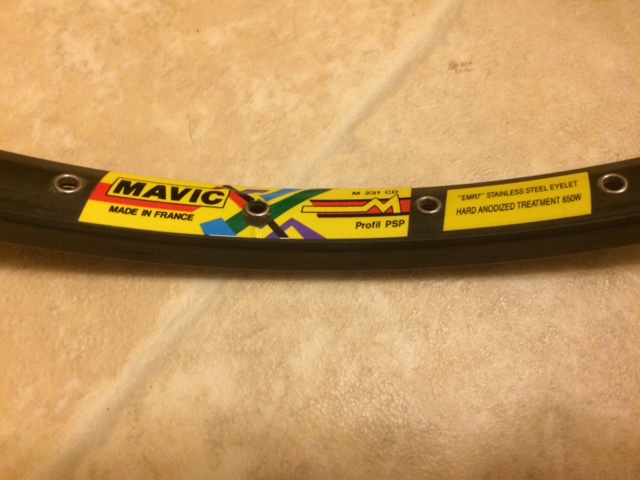 MAVIC
MADE IN FRANCE
M 231 CD
M
Profil PSP
"EMR7" STAINLESS STEEL EYELET
HARD ANODIZED TREATMENT 650W